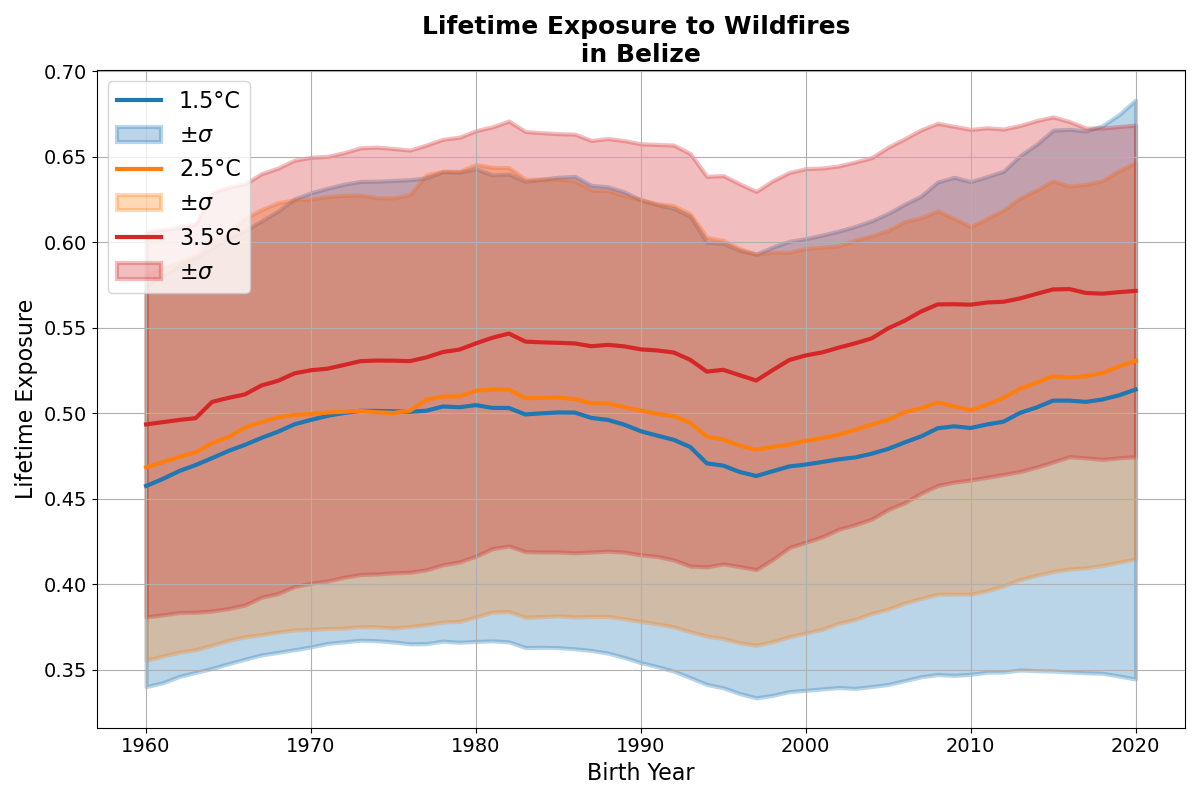 Lifetime Exposure to Wildfires
in Belize
1.5°C
±σ
2.5°C
±σ
3.5°C
±σ
0.70
0.65
0.60
0.55
0.50
0.45
0.40
0.35
Lifetime Exposure
1960 1970 1980 1990 2000 2010 2020
Birth Year